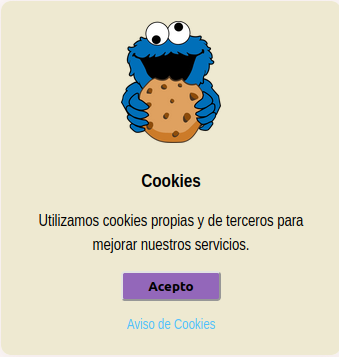 Cookies
Utilizamos cookies propias y de terceros para
mejorar nuestros servicios.
Acepto
Aviso de Cookies